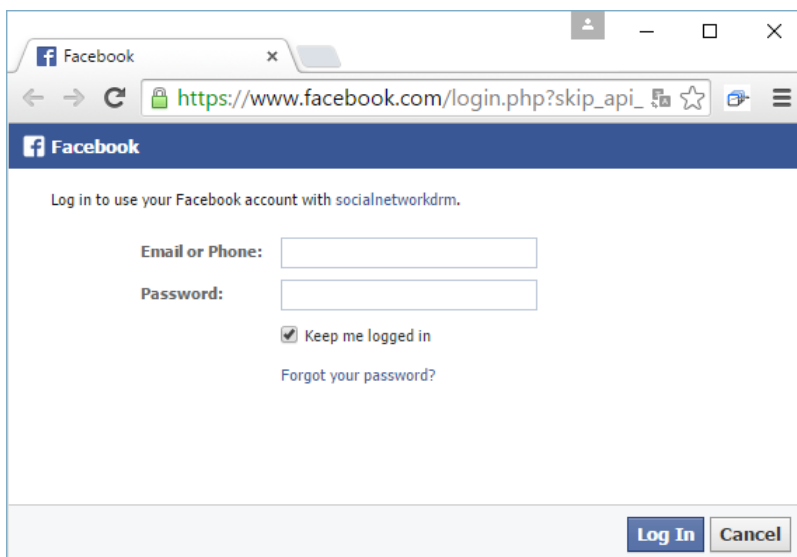 Facebook
https://www.facebook.com/login.php?skip_api_
Facebook
Log in to use your Facebook account with socialnetworkdrm.
Email or Phone:
Password:
Keep me logged in
Forgot your password?
Log In Cancel